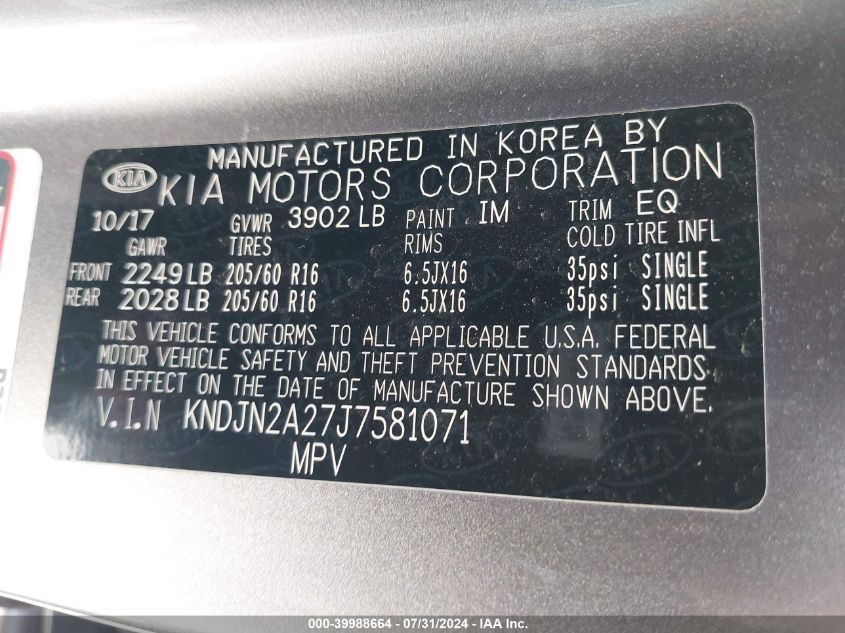 MANUFACTURED IN KOREA BY
KIA KIA MOTORS CORPORATION
10/17 GVWR 3902 LB PAINT IM TRIM EQ
GAWR TIRES RIMS COLD TIRE INFL
FRONT 2249 LB 205/60 R16 6.5JX16 35psi SINGLE
REAR 2028 LB 205/60 R16 6.5JX16 35psi SINGLE
THIS VEHICLE CONFORMS TO ALL APPLICABLE U.S.A. FEDERAL
MOTOR VEHICLE SAFETY AND THEFT PREVENTION STANDARDS
IN EFFECT ON THE DATE OF MANUFACTURE SHOWN ABOVE.
V.I.N KNDJN2A27J7581071
MPV
000-39988664 - 07/31/2024 - IAA Inc.